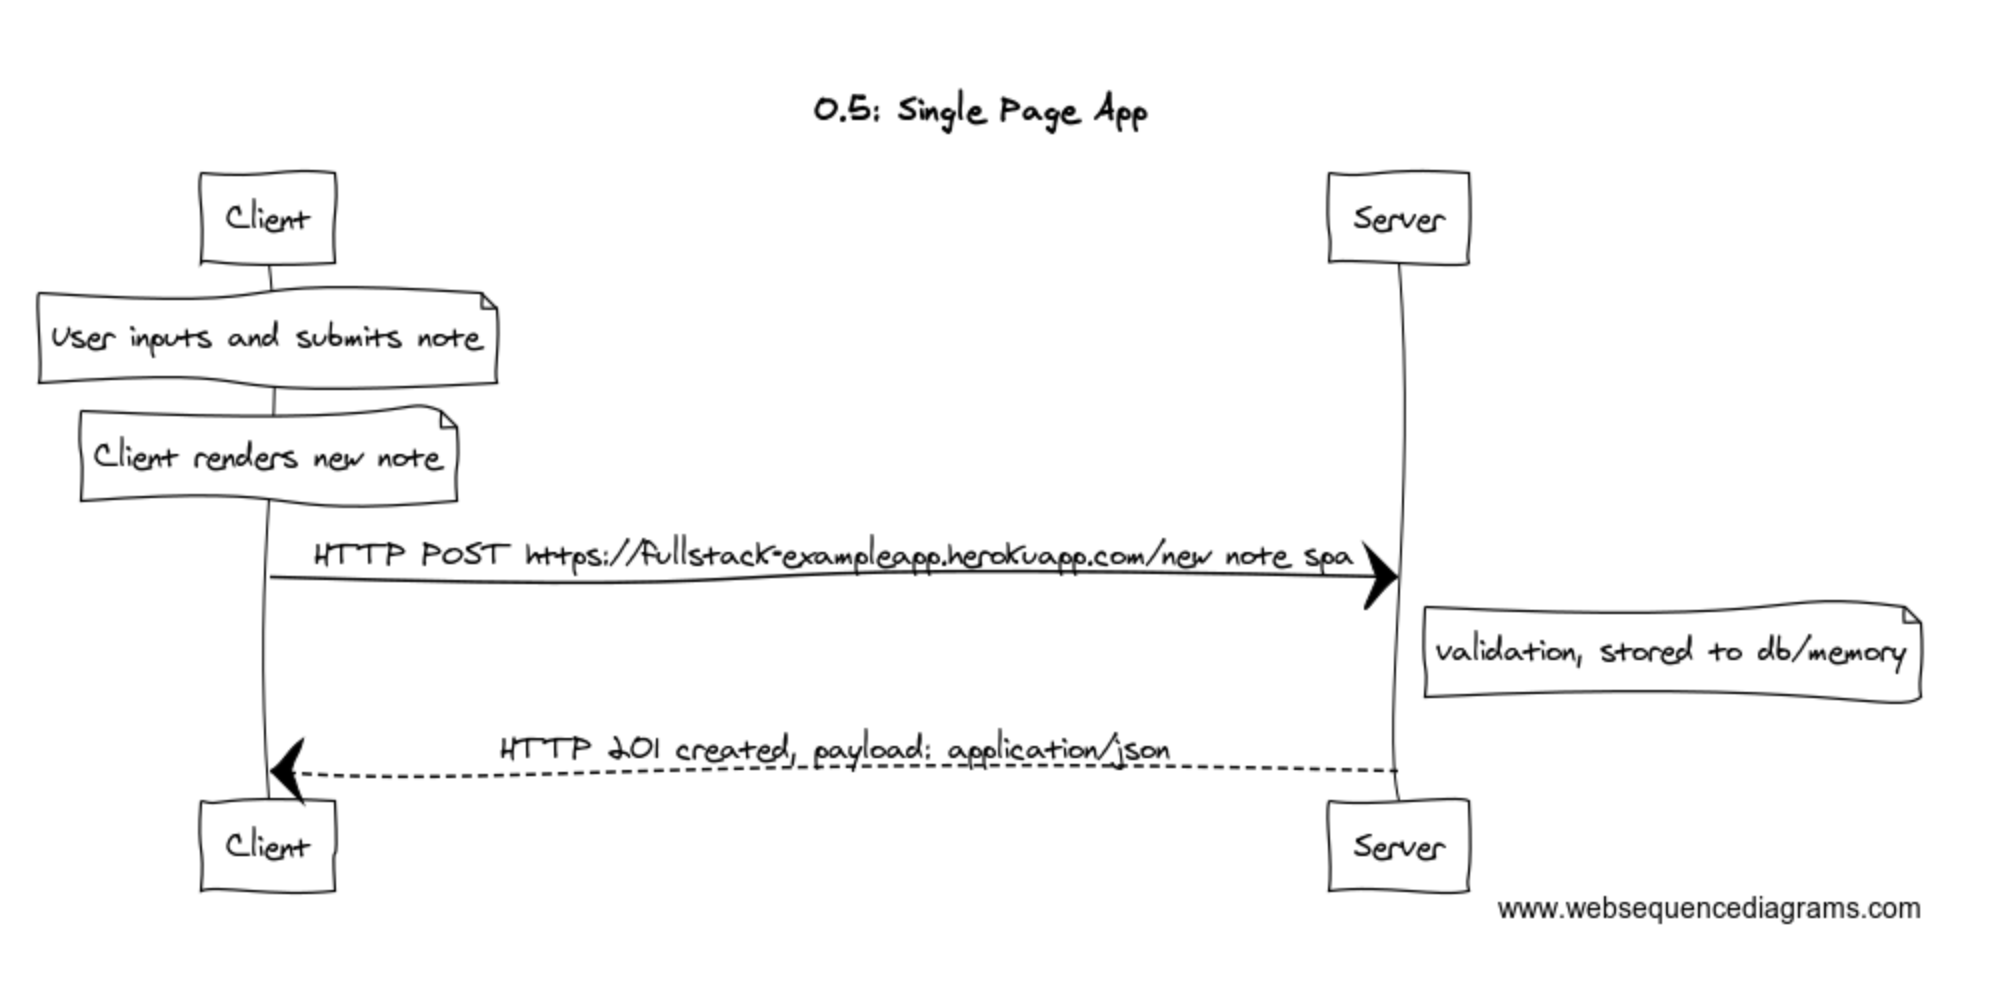 0.5: Single Page App
Client
Server
User inputs and submits note
Client renders new note
HTTP POST https://fullstack-exampleapp.herokuapp.com/new note spa
validation, stored to db/memory
HTTP 201 created, payload: application/json
Client
Server
www.websequencediagrams.com